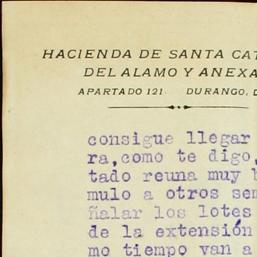 HACIENDA DE SANTA CAT
DEL ALAMO Y ANEXA
APARTADO 121. DURANGO, D
consigue llegar
ra, como te digo,
tado reuna muy b
mulo a otros sem
ñalar los lotes
de la extensión
mo tiempo van a